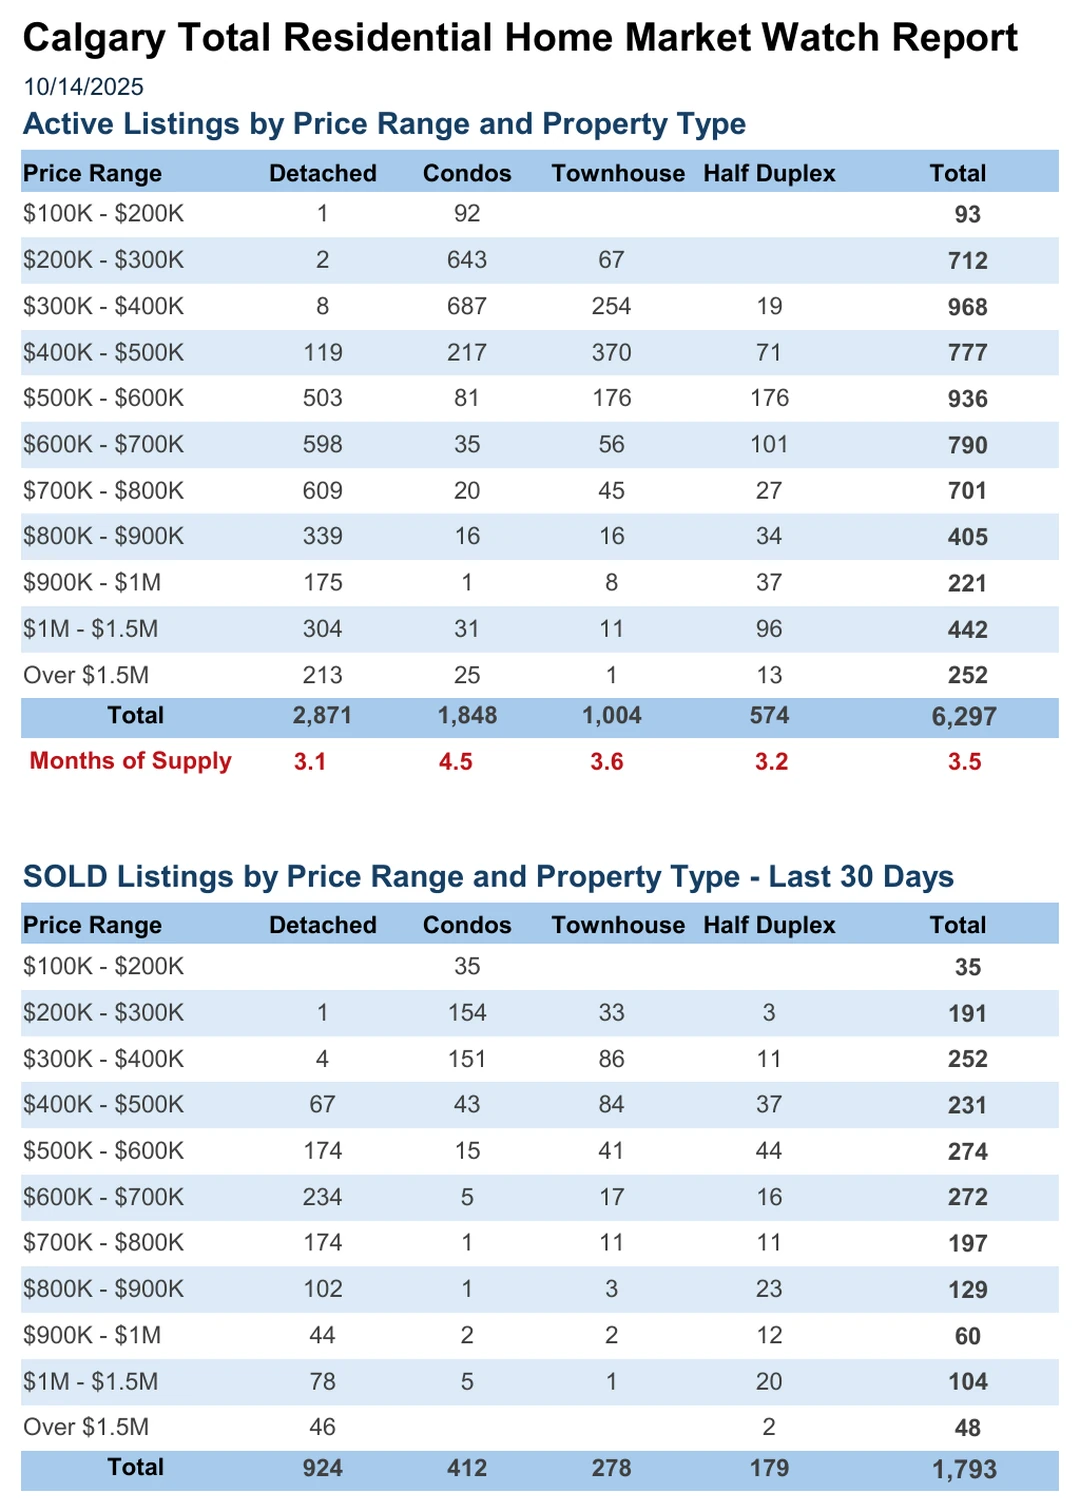 Calgary Total Residential Home Market Watch Report
10/14/2025
Active Listings by Price Range and Property Type
Price Range Detached Condos Townhouse Half Duplex Total
$100K - $200K 1 92 93
$200K - $300K 2 643 67 712
$300K - $400K 8 687 254 19 968
$400K - $500K 119 217 370 71 777
$500K - $600K 503 81 176 176 936
$600K - $700K 598 35 56 101 790
$700K - $800K 609 20 45 27 701
$800K - $900K 339 16 16 34 405
$900K - $1M 175 1 8 37 221
$1M - $1.5M 304 31 11 96 442
Over $1.5M 213 25 1 13 252
Total 2,871 1,848 1,004 574 6,297
Months of Supply 3.1 4.5 3.6 3.2 3.5
SOLD Listings by Price Range and Property Type - Last 30 Days
Price Range Detached Condos Townhouse Half Duplex Total
$100K - $200K 35 35
$200K - $300K 1 154 33 3 191
$300K - $400K 4 151 86 11 252
$400K - $500K 67 43 84 37 231
$500K - $600K 174 15 41 44 274
$600K - $700K 234 5 17 16 272
$700K - $800K 174 1 11 11 197
$800K - $900K 102 1 3 23 129
$900K - $1M 44 2 2 12 60
$1M - $1.5M 78 5 1 20 104
Over $1.5M 46 2 48
Total 924 412 278 179 1,793